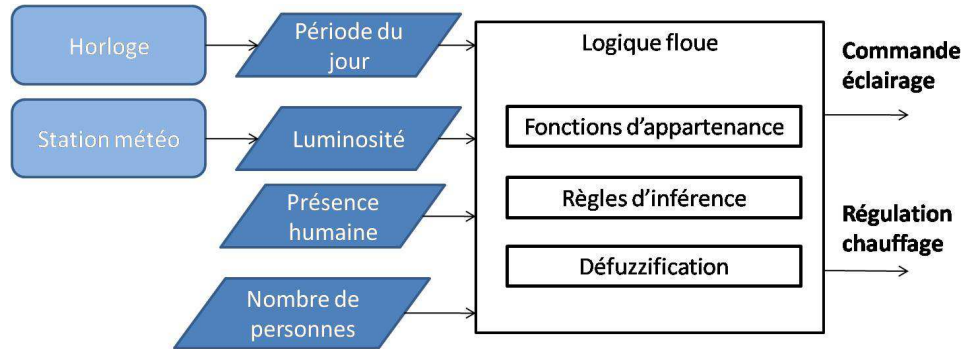 Horloge
Période du
jour
Logique floue
Commande
éclairage
Station météo
Luminosité
Fonctions d'appartenance
Présence
humaine
Règles d'inférence
Régulation
chauffage
Défuzzification
Nombre de
personnes